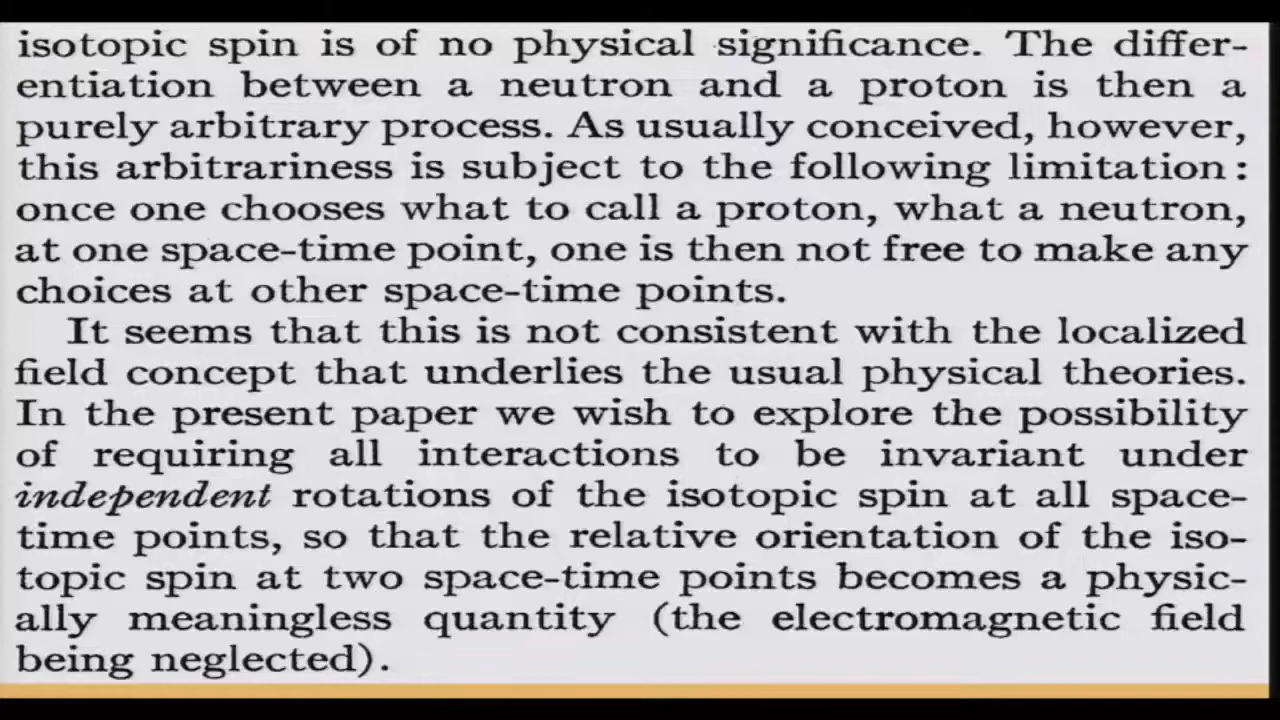 isotopic spin is of no physical significance. The differ-
entiation between a neutron and a proton is then a
purely arbitrary process. As usually conceived, however,
this arbitrariness is subject to the following limitation:
once one chooses what to call a proton, what a neutron,
at one space-time point, one is then not free to make any
choices at other space-time points.
It seems that this is not consistent with the localized
field concept that underlies the usual physical theories.
In the present paper we wish to explore the possibility
of requiring all interactions to be invariant under
independent rotations of the isotopic spin at all space-
time points, so that the relative orientation of the iso-
topic spin at two space-time points becomes a physic-
ally meaningless quantity (the electromagnetic field
being neglected).